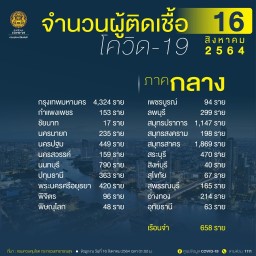 จำนวนผู้ติดเชื้อ
โควิด-19
16
สิงหาคม
2564
ภาคกลาง
กรุงเทพมหานคร 4,324 ราย
กำแพงเพชร 153 ราย
ชัยนาท 17 ราย
นครนายก 235 ราย
นครปฐม 449 ราย
นครสวรรค์ 159 ราย
นนทบุรี 790 ราย
ปทุมธานี 363 ราย
พระนครศรีอยุธยา 420 ราย
พิจิตร 96 ราย
พิษณุโลก 48 ราย
เพชรบูรณ์ 94 ราย
ลพบุรี 299 ราย
สมุทรปราการ 1,147 ราย
สมุทรสงคราม 198 ราย
สมุทรสาคร 1,869 ราย
สระบุรี 470 ราย
สิงห์บุรี 40 ราย
สุโขทัย 67 ราย
สุพรรณบุรี 165 ราย
อ่างทอง 214 ราย
อุทัยธานี 63 ราย
เรือนจำ 658 ราย